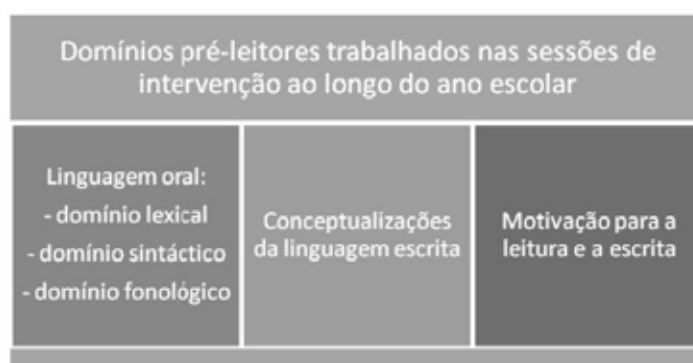 Domínios pré-leitores trabalhados nas sessões de
intervenção ao longo do ano escolar
Linguagem oral:
- domínio lexical
- domínio sintáctico
- domínio fonológico
Conceptualizações
da linguagem escrita
Motivação para a
leitura e a escrita